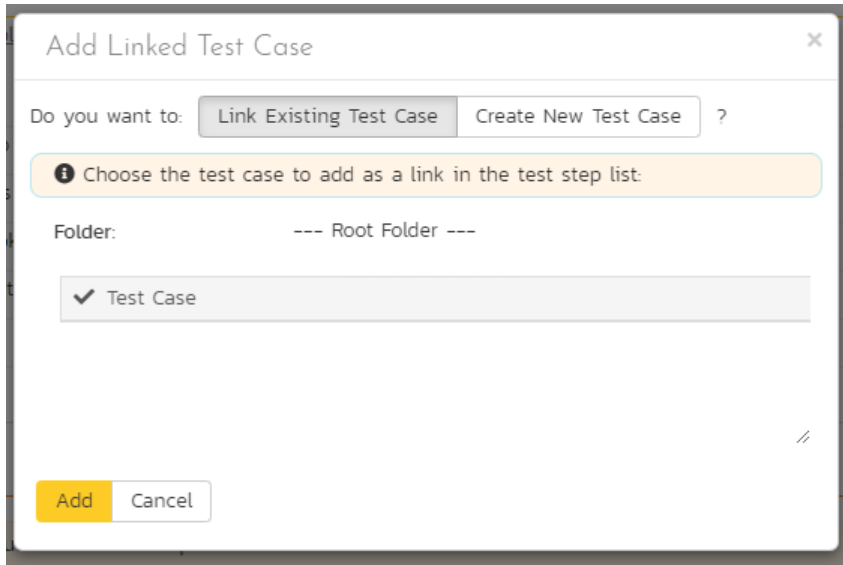 Add Linked Test Case ×
Do you want to: Link Existing Test Case Create New Test Case ?
Choose the test case to add as a link in the test step list:
Folder: --- Root Folder ---
Test Case
Add Cancel